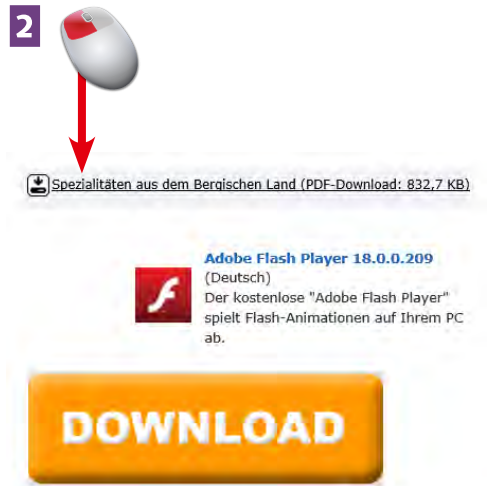 2
Spezialitäten aus dem Bergischen Land (PDF-Download: 832,7 KB)
Adobe Flash Player 18.0.0.209
(Deutsch)
Der kostenlose "Adobe Flash Player"
spielt Flash-Animationen auf Ihrem PC
ab.
DOWNLOAD